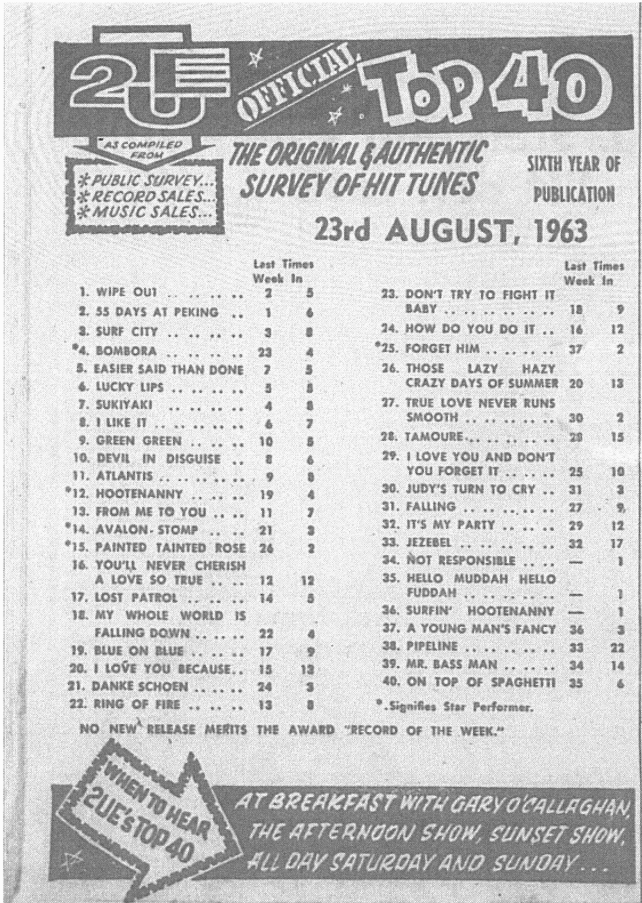 2UE OFFICIAL TOP 40
*AS COMPILED
FROM
*PUBLIC SURVEY...
*RECORD SALES...
*MUSIC SALES...
THE ORIGINAL & AUTHENTIC
SURVEY OF HIT TUNES
SIXTH YEAR OF
PUBLICATION
23rd AUGUST, 1963
Last Times
Week In
1. WIPE OUT .. .. .. .. 2 5
2. 55 DAYS AT PEKING .. 1 6
3. SURF CITY .. .. .. .. 3 8
*4. BOMBORA .. .. .. .. 23 4
5. EASIER SAID THAN DONE 7 5
6. LUCKY LIPS .. .. .. .. 5 8
7. SUKIYAKI .. .. .. .. 4 8
8. I LIKE IT .. .. .. .. 6 7
9. GREEN GREEN .. .. .. 10 5
10. DEVIL IN DISGUISE .. 8 6
11. ATLANTIS .. .. .. .. 9 8
*12. HOOTENANNY .. .. .. 19 4
13. FROM ME TO YOU .. .. 11 7
*14. AVALON STOMP .. .. 21 3
*15. PAINTED TAINTED ROSE 26 2
16. YOU'LL NEVER CHERISH
A LOVE SO TRUE .. .. 12 12
17. LOST PATROL .. .. .. 14 5
18. MY WHOLE WORLD IS
FALLING DOWN .. .. .. 22 4
19. BLUE ON BLUE .. .. .. 17 9
20. I LOVE YOU BECAUSE.. 15 13
21. DANKE SCHOEN .. .. .. 24 3
22. RING OF FIRE .. .. .. 13 8
Last Times
Week In
23. DON'T TRY TO FIGHT IT
BABY .. .. .. .. .. 18 9
24. HOW DO YOU DO IT .. 16 12
*25. FORGET HIM .. .. .. 37 2
26. THOSE LAZY HAZY
CRAZY DAYS OF SUMMER 20 13
27. TRUE LOVE NEVER RUNS
SMOOTH .. .. .. .. .. 30 2
28. TAMOURE .. .. .. .. 28 15
29. I LOVE YOU AND DON'T
YOU FORGET IT .. .. .. 25 10
30. JUDY'S TURN TO CRY .. 31 3
31. FALLING .. .. .. .. .. 27 9
32. IT'S MY PARTY .. .. .. 29 12
33. JEZEBEL .. .. .. .. .. 32 17
34. NOT RESPONSIBLE .. .. — 1
35. HELLO MUDDAH HELLO
FUDDAH .. .. .. .. .. — 1
36. SURFIN' HOOTENANNY — 1
37. A YOUNG MAN'S FANCY 36 3
38. PIPELINE .. .. .. .. .. 33 22
39. MR. BASS MAN .. .. .. 34 14
40. ON TOP OF SPAGHETTI 35 6
*.Signifies Star Performer.
NO NEW RELEASE MERITS THE AWARD "RECORD OF THE WEEK."
WHEN TO HEAR
2UE's TOP 40
AT BREAKFAST WITH GARY O'CALLAGHAN,
THE AFTERNOON SHOW, SUNSET SHOW,
ALL DAY SATURDAY AND SUNDAY...